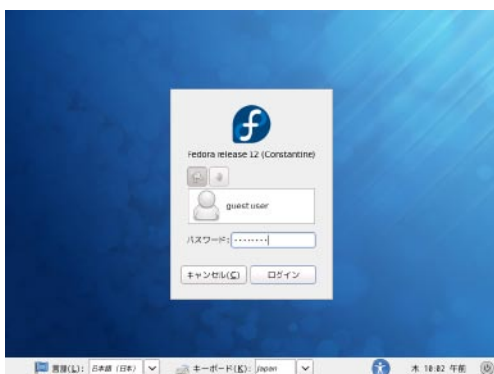 Fedora release 12 (Constantine)
guest user
パスワード:
キャンセル(C) ログイン
言語(L): 日本語 (日本) キーボード(K): Japan 木 10:02 午前